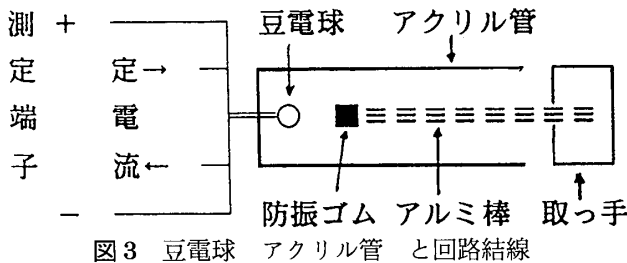 測 + 豆電球 アクリル管
定 定→
端 電
子 流←
− 防振ゴム アルミ棒 取っ手
図3 豆電球 アクリル管 と回路結線